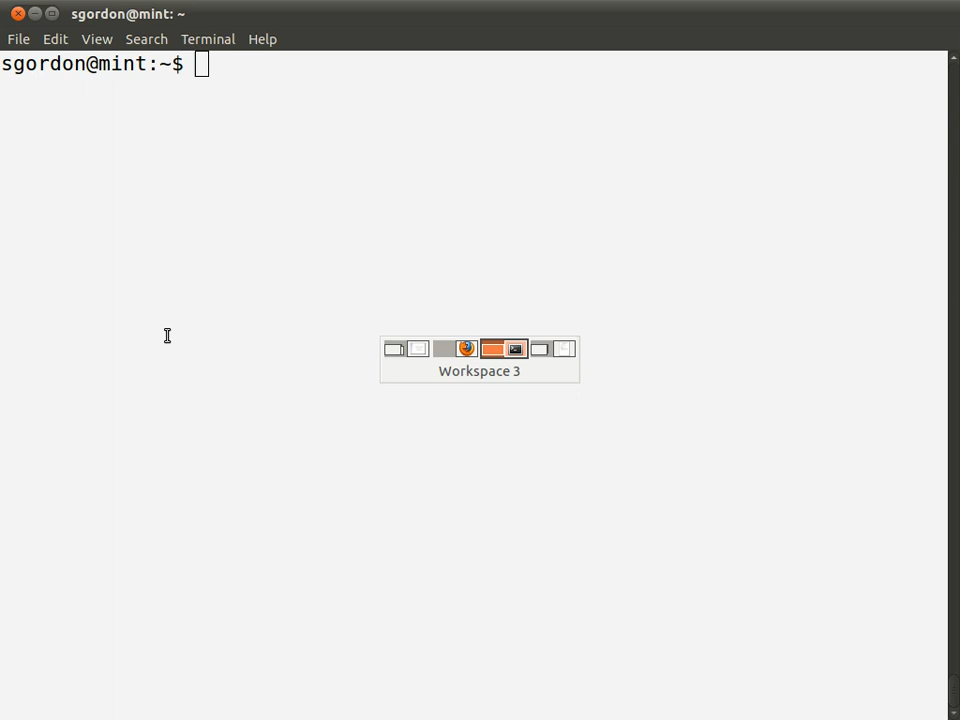 sgordon@mint: ~
File Edit View Search Terminal Help
sgordon@mint:~$
Workspace 3